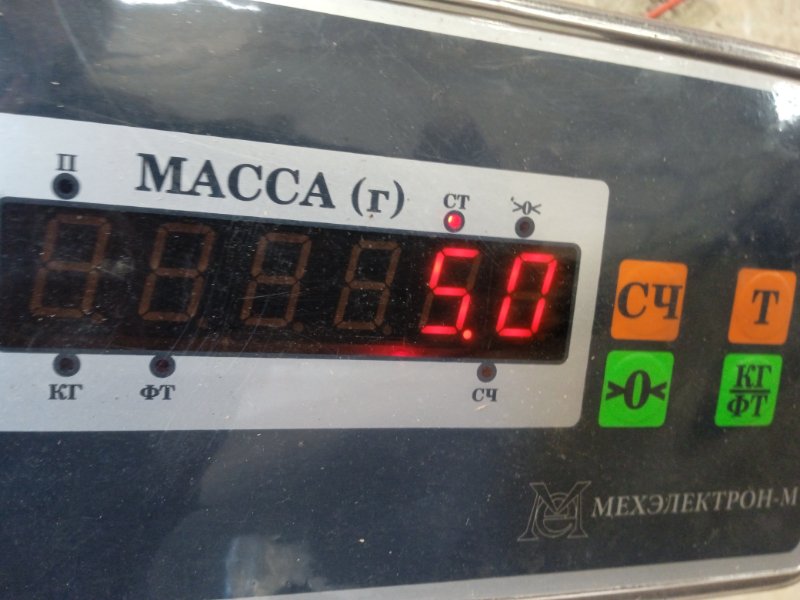 П
МАССА (г)
СТ
>0<
5.0
КГ
ФТ
СЧ
СЧ
Т
>0<
КГ
ФТ
МЕХЭЛЕКТРОН-М